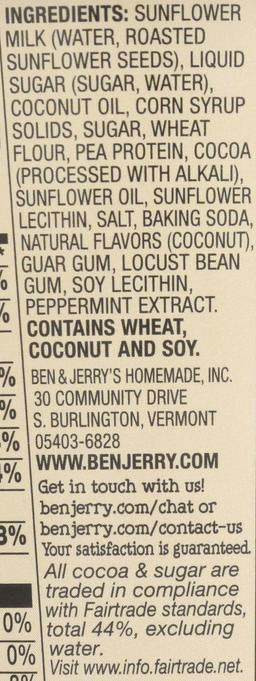 INGREDIENTS: SUNFLOWER
MILK (WATER, ROASTED
SUNFLOWER SEEDS), LIQUID
SUGAR (SUGAR, WATER),
COCONUT OIL, CORN SYRUP
SOLIDS, SUGAR, WHEAT
FLOUR, PEA PROTEIN, COCOA
(PROCESSED WITH ALKALI),
SUNFLOWER OIL, SUNFLOWER
LECITHIN, SALT, BAKING SODA,
NATURAL FLAVORS (COCONUT),
GUAR GUM, LOCUST BEAN
GUM, SOY LECITHIN,
PEPPERMINT EXTRACT.
CONTAINS WHEAT,
COCONUT AND SOY.
BEN & JERRY'S HOMEMADE, INC.
30 COMMUNITY DRIVE
S. BURLINGTON, VERMONT
05403-6828
WWW.BENJERRY.COM
Get in touch with us!
benjerry.com/chat or
benjerry.com/contact-us
Your satisfaction is guaranteed.
All cocoa & sugar are
traded in compliance
with Fairtrade standards,
total 44%, excluding
water.
Visit www.info.fairtrade.net.
%
%
%
3%
0%
0%